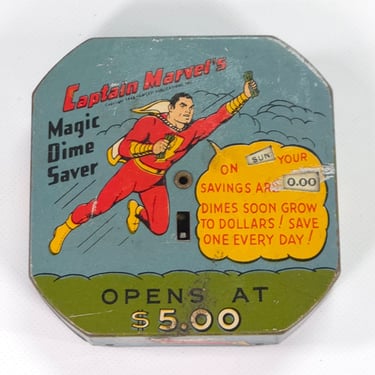 Captain Marvel's
Magic
Dime
Saver
ON SUN YOUR
SAVINGS ARE 0.00
DIMES SOON GROW
TO DOLLARS! SAVE
ONE EVERY DAY!
OPENS AT
$5.00